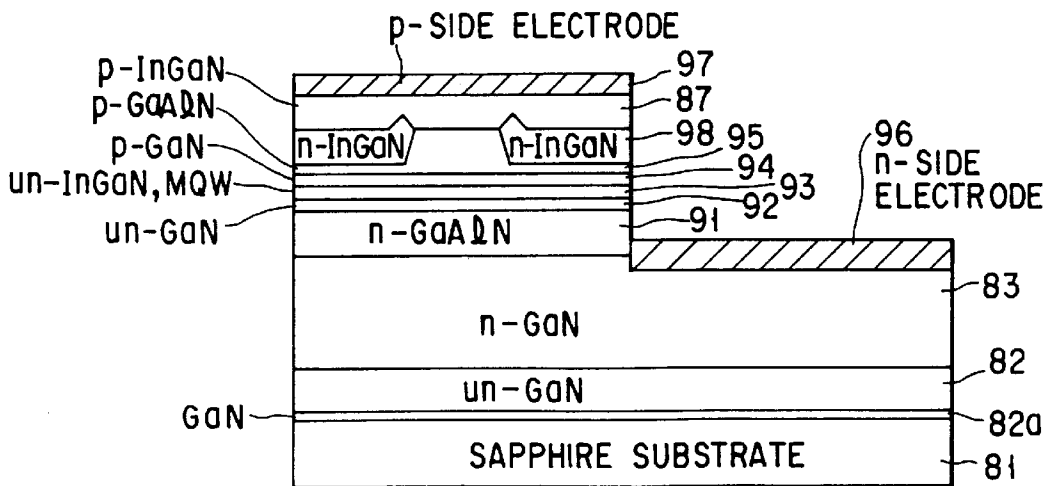 p-SIDE ELECTRODE
p-InGaN
97
p-GaAlN
87
n-InGaN n-InGaN
98
96
p-GaN
95
n-SIDE
un-InGaN, MQW
94
ELECTRODE
93
un-GaN
92
n-GaAlN
91
83
n-GaN
82
un-GaN
GaN
82a
SAPPHIRE SUBSTRATE
81